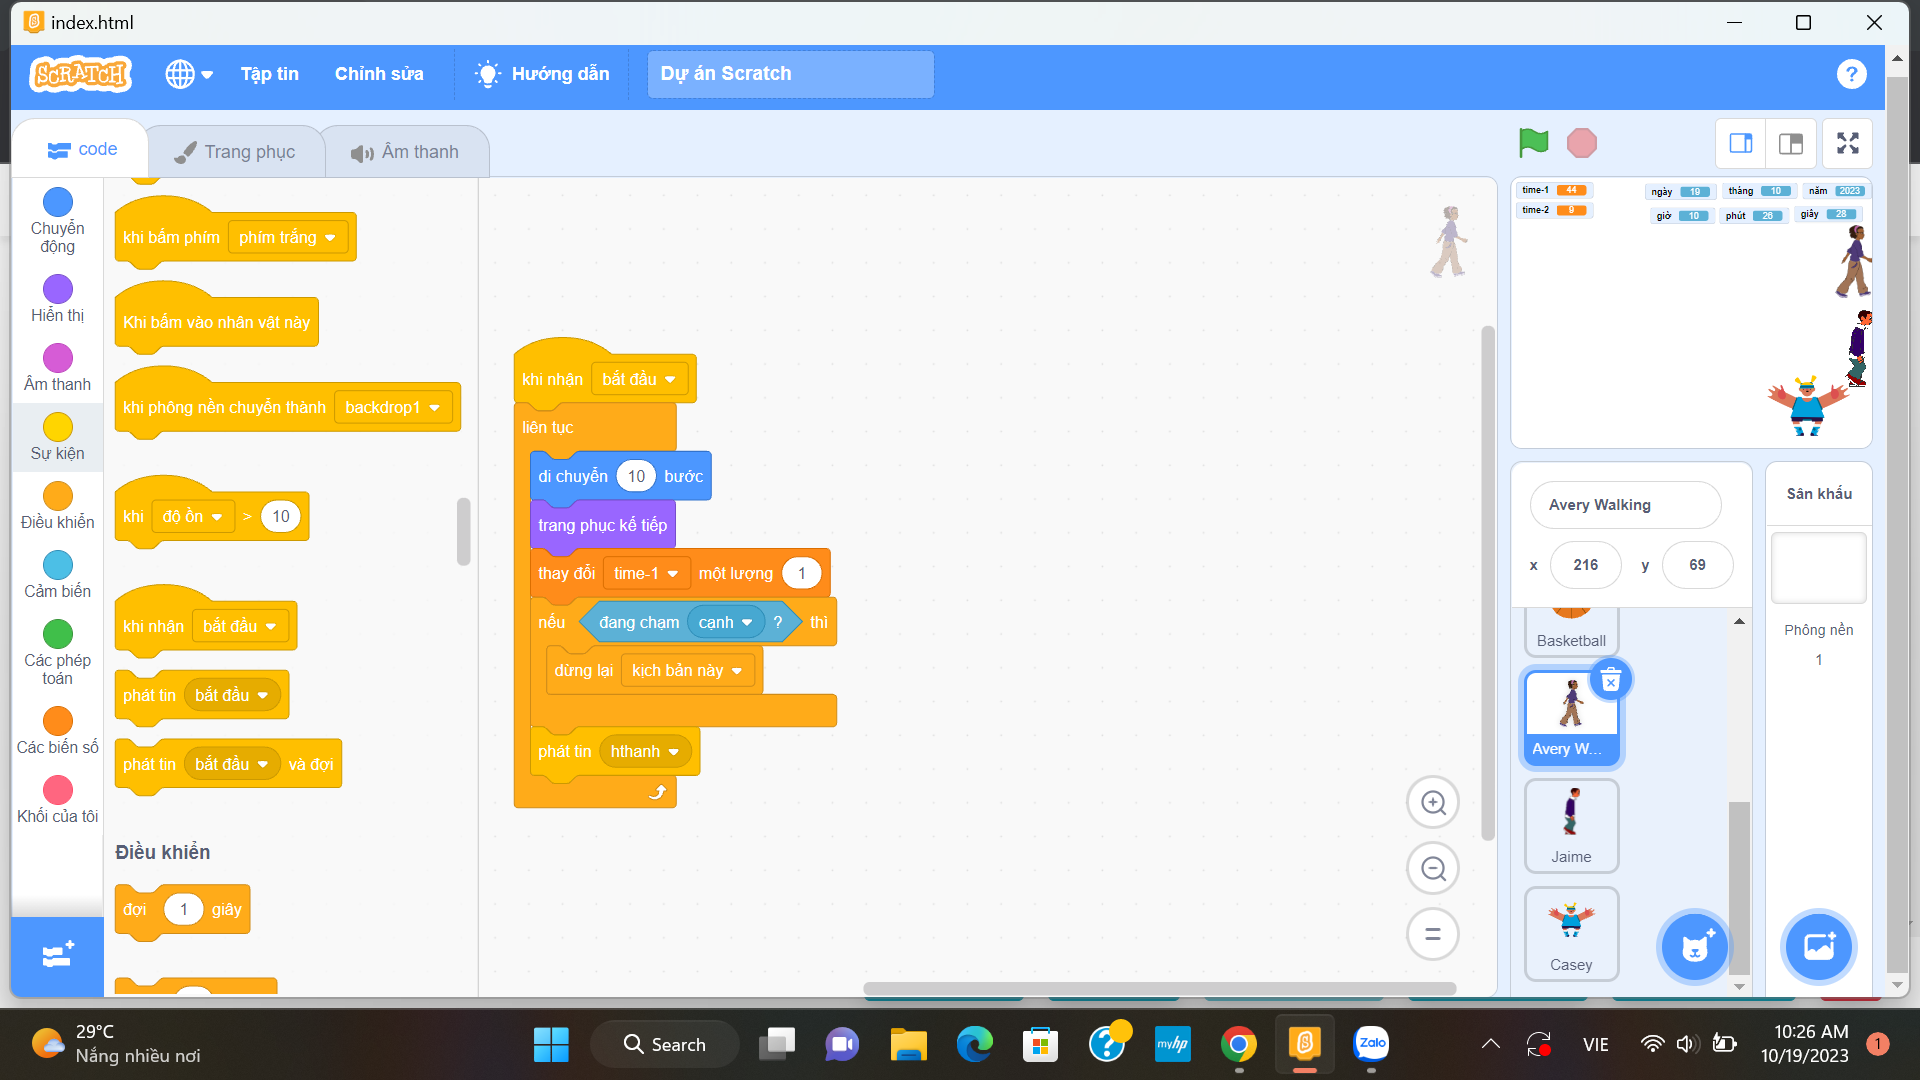 index.html
SCRATCH
Tập tin
Chỉnh sửa
Hướng dẫn
Dự án Scratch
?
code
Trang phục
Âm thanh
Chuyển
động
Hiển thị
Âm thanh
Sự kiện
Điều khiển
Cảm biến
Các phép
toán
Các biến số
Khối của tôi
khi bấm phím phím trắng
Khi bấm vào nhân vật này
khi phông nền chuyển thành backdrop1
khi độ ồn > 10
khi nhận bắt đầu
phát tin bắt đầu
phát tin bắt đầu và đợi
Điều khiển
đợi 1 giây
khi nhận bắt đầu
liên tục
di chuyển 10 bước
trang phục kế tiếp
thay đổi time-1 một lượng 1
nếu đang chạm cạnh ? thì
dừng lại kịch bản này
phát tin hthanh
time-1 44
time-2 9
ngày 19 tháng 10 năm 2023
giờ 10 phút 26 giây 28
Avery Walking
x 216 y 69
Basketball
Avery W...
Jaime
Casey
Sân khấu
Phông nền
1
29°C
Nắng nhiều nơi
Search
myhp
Zalo
VIE
10:26 AM
10/19/2023
1